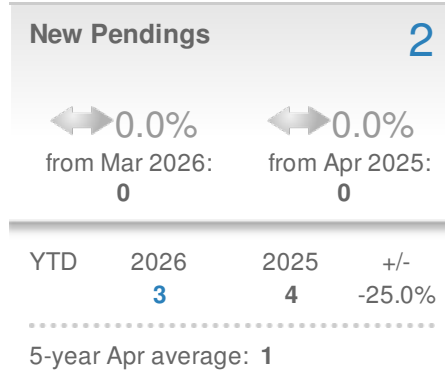 New Pendings 2
0.0% 0.0%
from Mar 2026: from Apr 2025:
0 0
YTD 2026 2025 +/-
3 4 -25.0%
5-year Apr average: 1